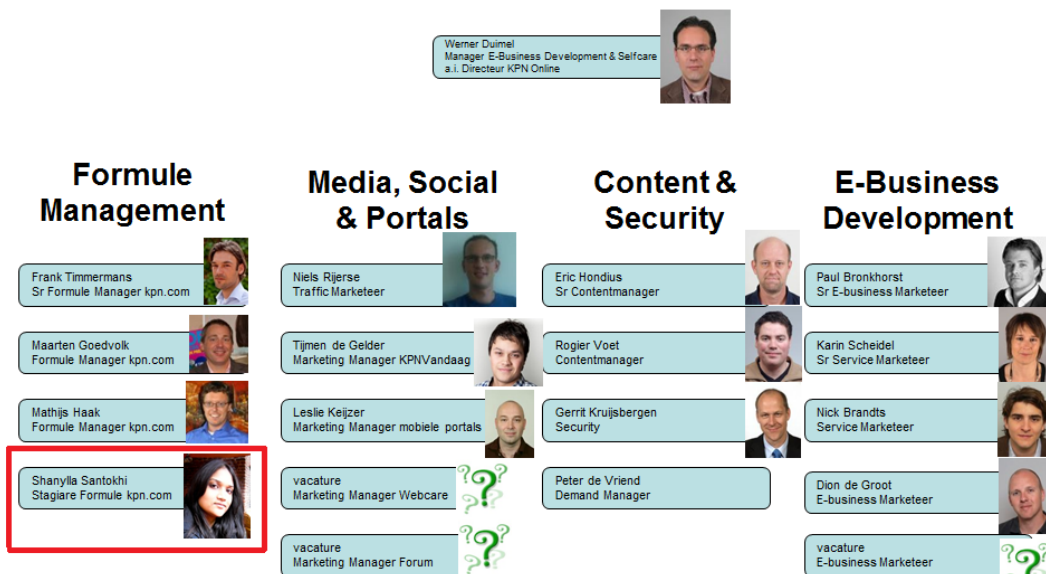 Werner Duimel
Manager E-Business Development & Selfcare
a.i. Directeur KPN Online
Formule
Management
Frank Timmermans
Sr Formule Manager kpn.com
Maarten Goedvolk
Formule Manager kpn.com
Mathijs Haak
Formule Manager kpn.com
Shanylla Santokhi
Stagiare Formule kpn.com
Media, Social
& Portals
Niels Rijerse
Traffic Marketeer
Tijmen de Gelder
Marketing Manager KPNVandaag
Leslie Keijzer
Marketing Manager mobiele portals
vacature
Marketing Manager Webcare
???
vacature
Marketing Manager Forum
???
Content &
Security
Eric Hondius
Sr Contentmanager
Rogier Voet
Contentmanager
Gerrit Kruijsbergen
Security
Peter de Vriend
Demand Manager
E-Business
Development
Paul Bronkhorst
Sr E-business Marketeer
Karin Scheidel
Sr Service Marketeer
Nick Brandts
Service Marketeer
Dion de Groot
E-business Marketeer
vacature
E-business Marketeer
???